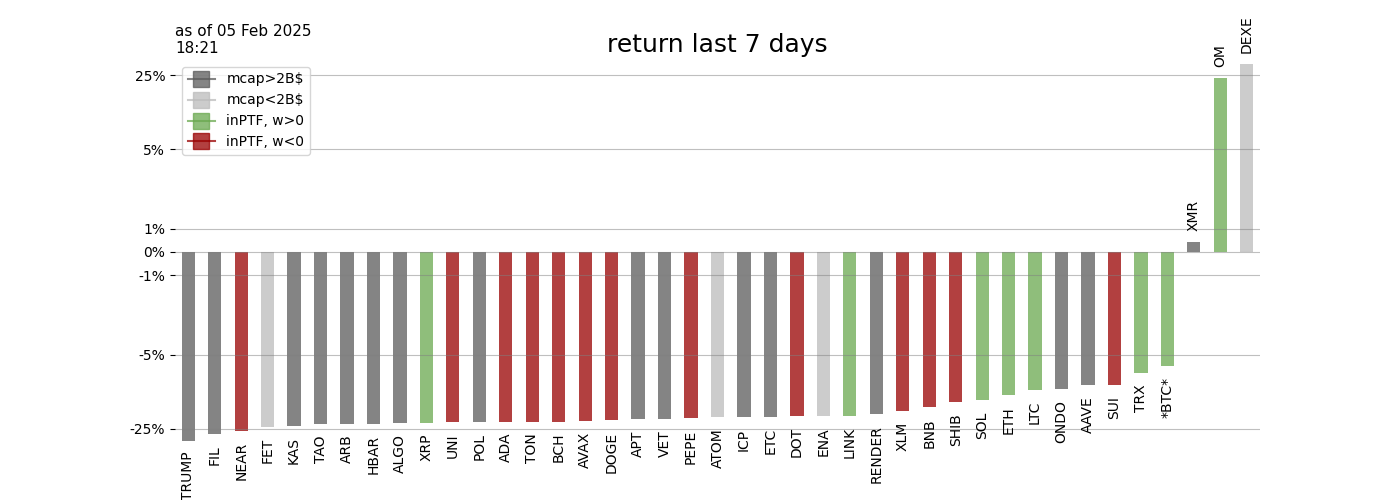 as of 05 Feb 2025
18:21
return last 7 days
mcap>2B$
mcap<2B$
inPTF, w>0
inPTF, w<0
25%
5%
1%
0%
-1%
-5%
-25%
TRUMP
FIL
NEAR
FET
KAS
TAO
ARB
HBAR
ALGO
XRP
UNI
POL
ADA
TON
BCH
AVAX
DOGE
APT
VET
PEPE
ATOM
ICP
ETC
DOT
ENA
LINK
RENDER
XLM
BNB
SHIB
SOL
ETH
LTC
ONDO
AAVE
SUI
TRX
*BTC*
XMR
OM
DEXE